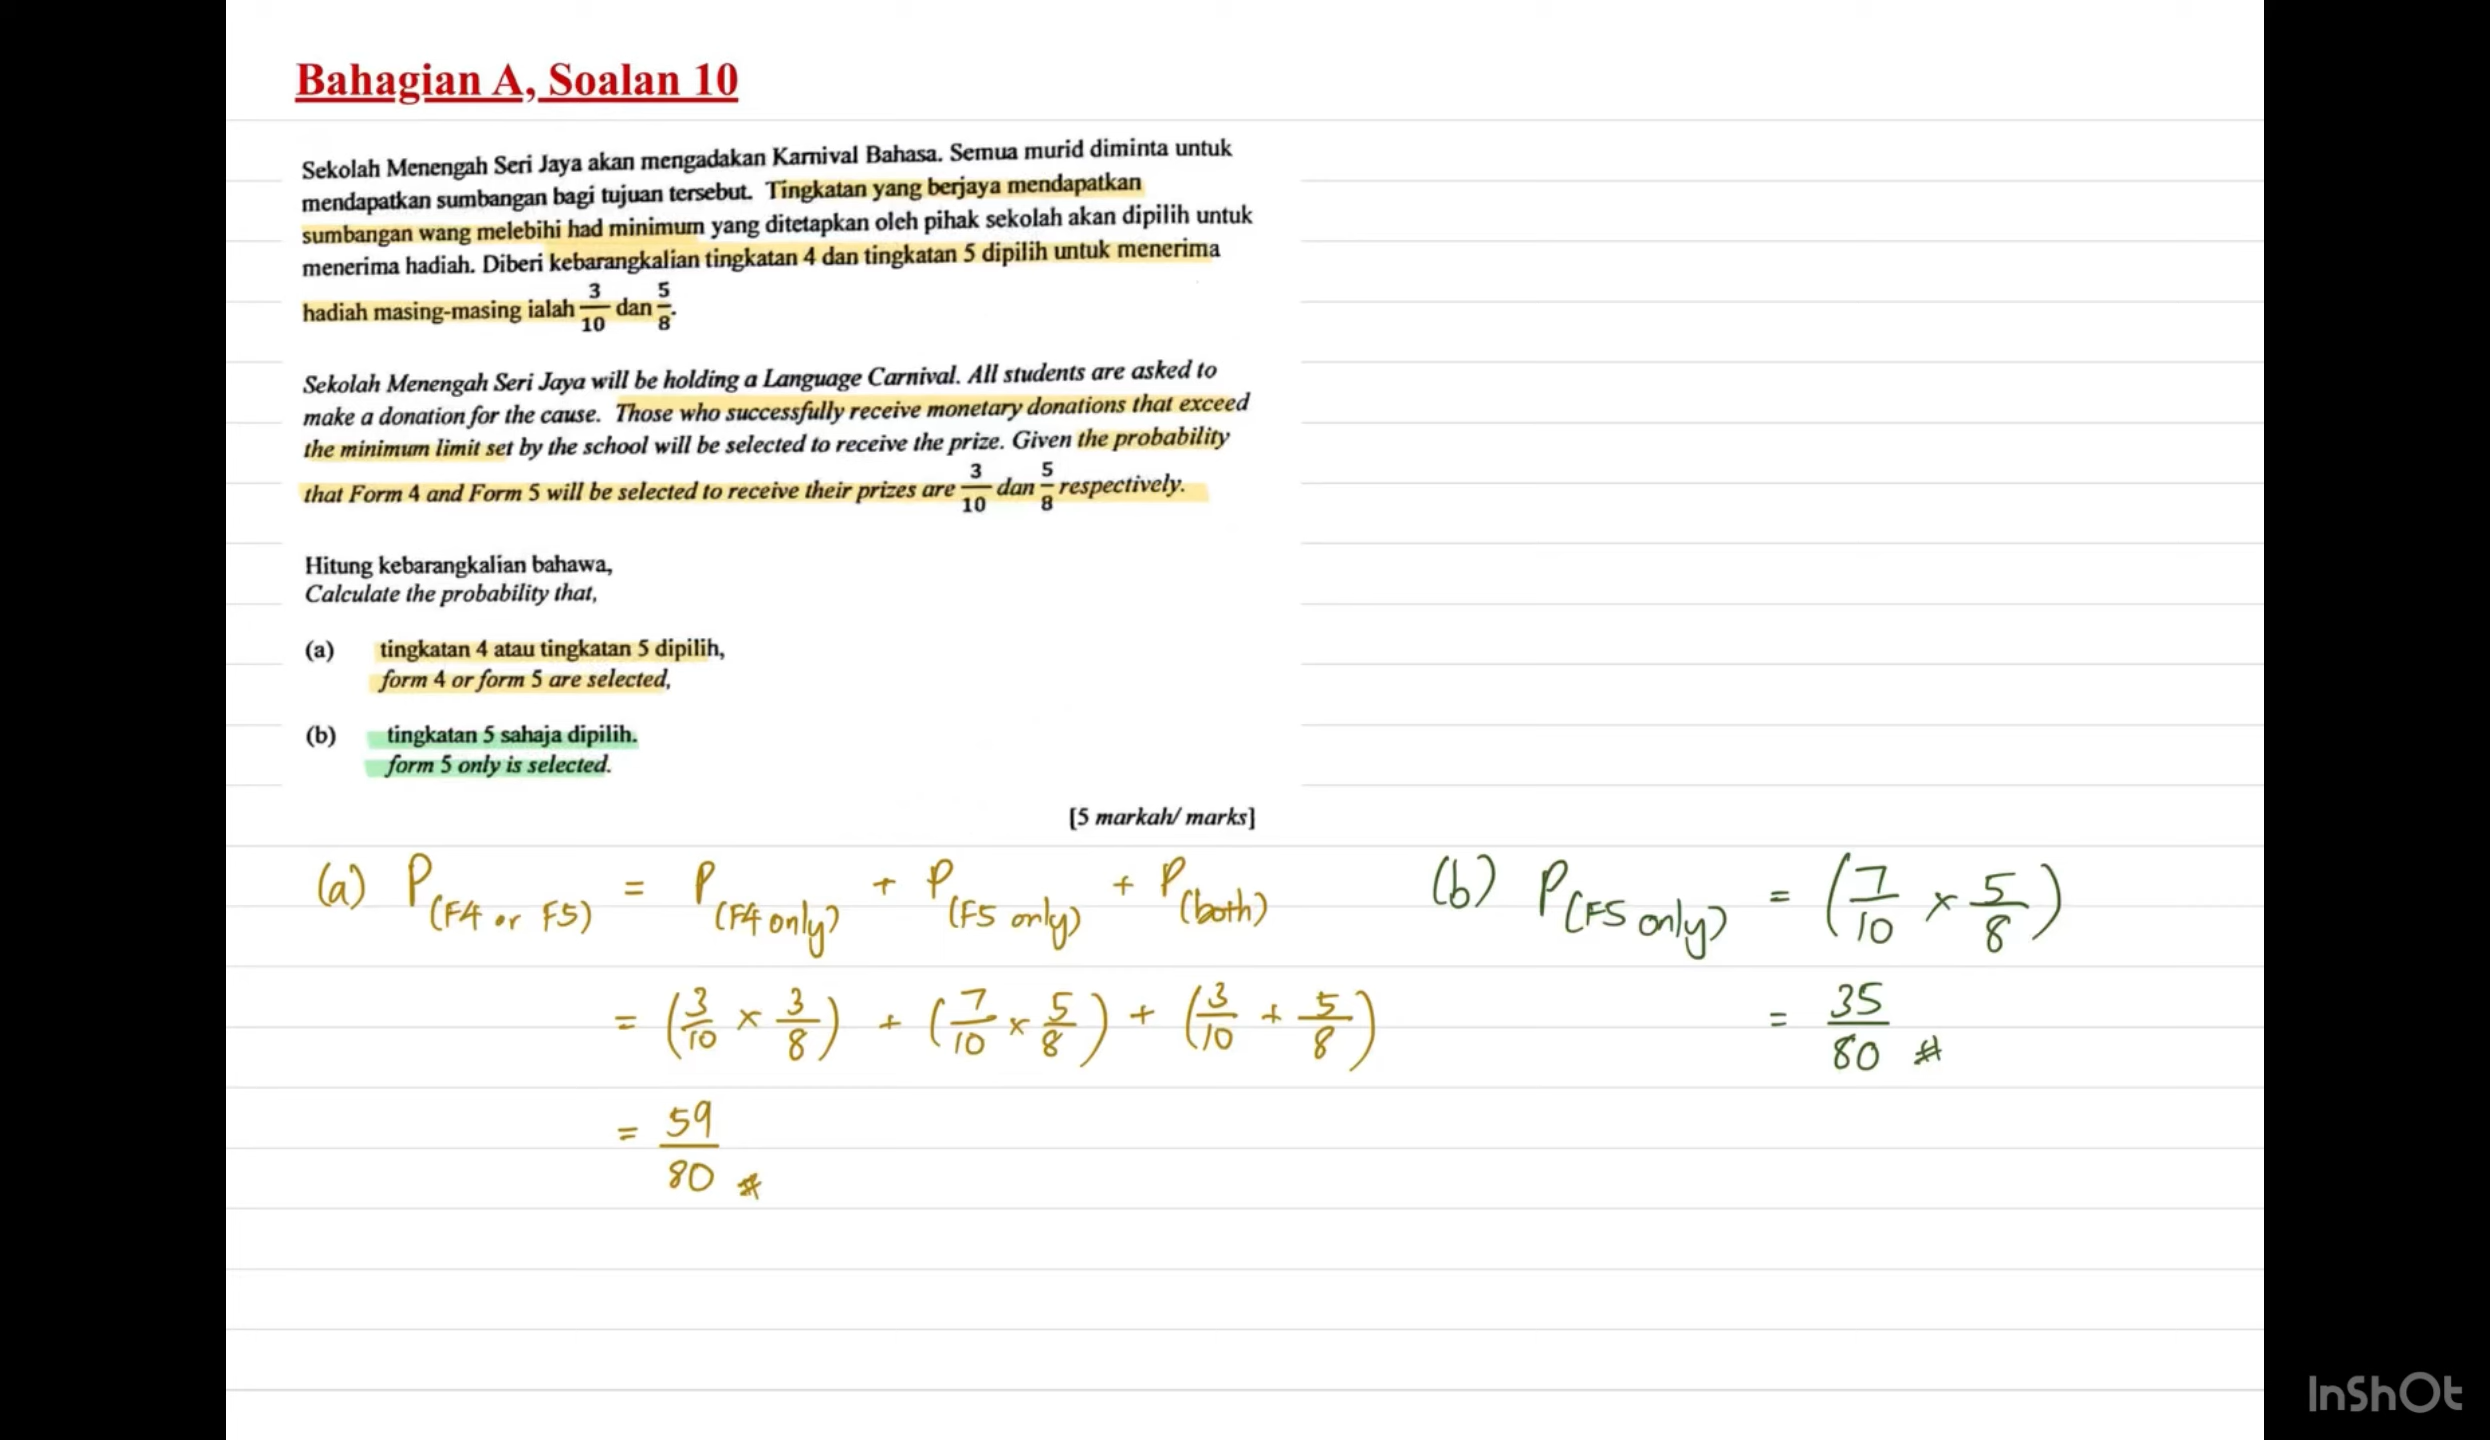 Bahagian A, Soalan 10
Sekolah Menengah Seri Jaya akan mengadakan Karnival Bahasa. Semua murid diminta untuk
mendapatkan sumbangan bagi tujuan tersebut. Tingkatan yang berjaya mendapatkan
sumbangan wang melebihi had minimum yang ditetapkan oleh pihak sekolah akan dipilih untuk
menerima hadiah. Diberi kebarangkalian tingkatan 4 dan tingkatan 5 dipilih untuk menerima
hadiah masing-masing ialah 3/10 dan 5/8.
Sekolah Menengah Seri Jaya will be holding a Language Carnival. All students are asked to
make a donation for the cause. Those who successfully receive monetary donations that exceed
the minimum limit set by the school will be selected to receive the prize. Given the probability
that Form 4 and Form 5 will be selected to receive their prizes are 3/10 dan 5/8 respectively.
Hitung kebarangkalian bahawa,
Calculate the probability that,
(a) tingkatan 4 atau tingkatan 5 dipilih,
form 4 or form 5 are selected,
(b) tingkatan 5 sahaja dipilih.
form 5 only is selected.
[5 markah/ marks]
(a) P(F4 or F5) = P(F4 only) + P(F5 only) + P(both)
= (3/10 × 3/8) + (7/10 × 5/8) + (3/10 + 5/8)
= 59/80 #
(b) P(F5 only) = (7/10 × 5/8)
= 35/80 #
InShOt